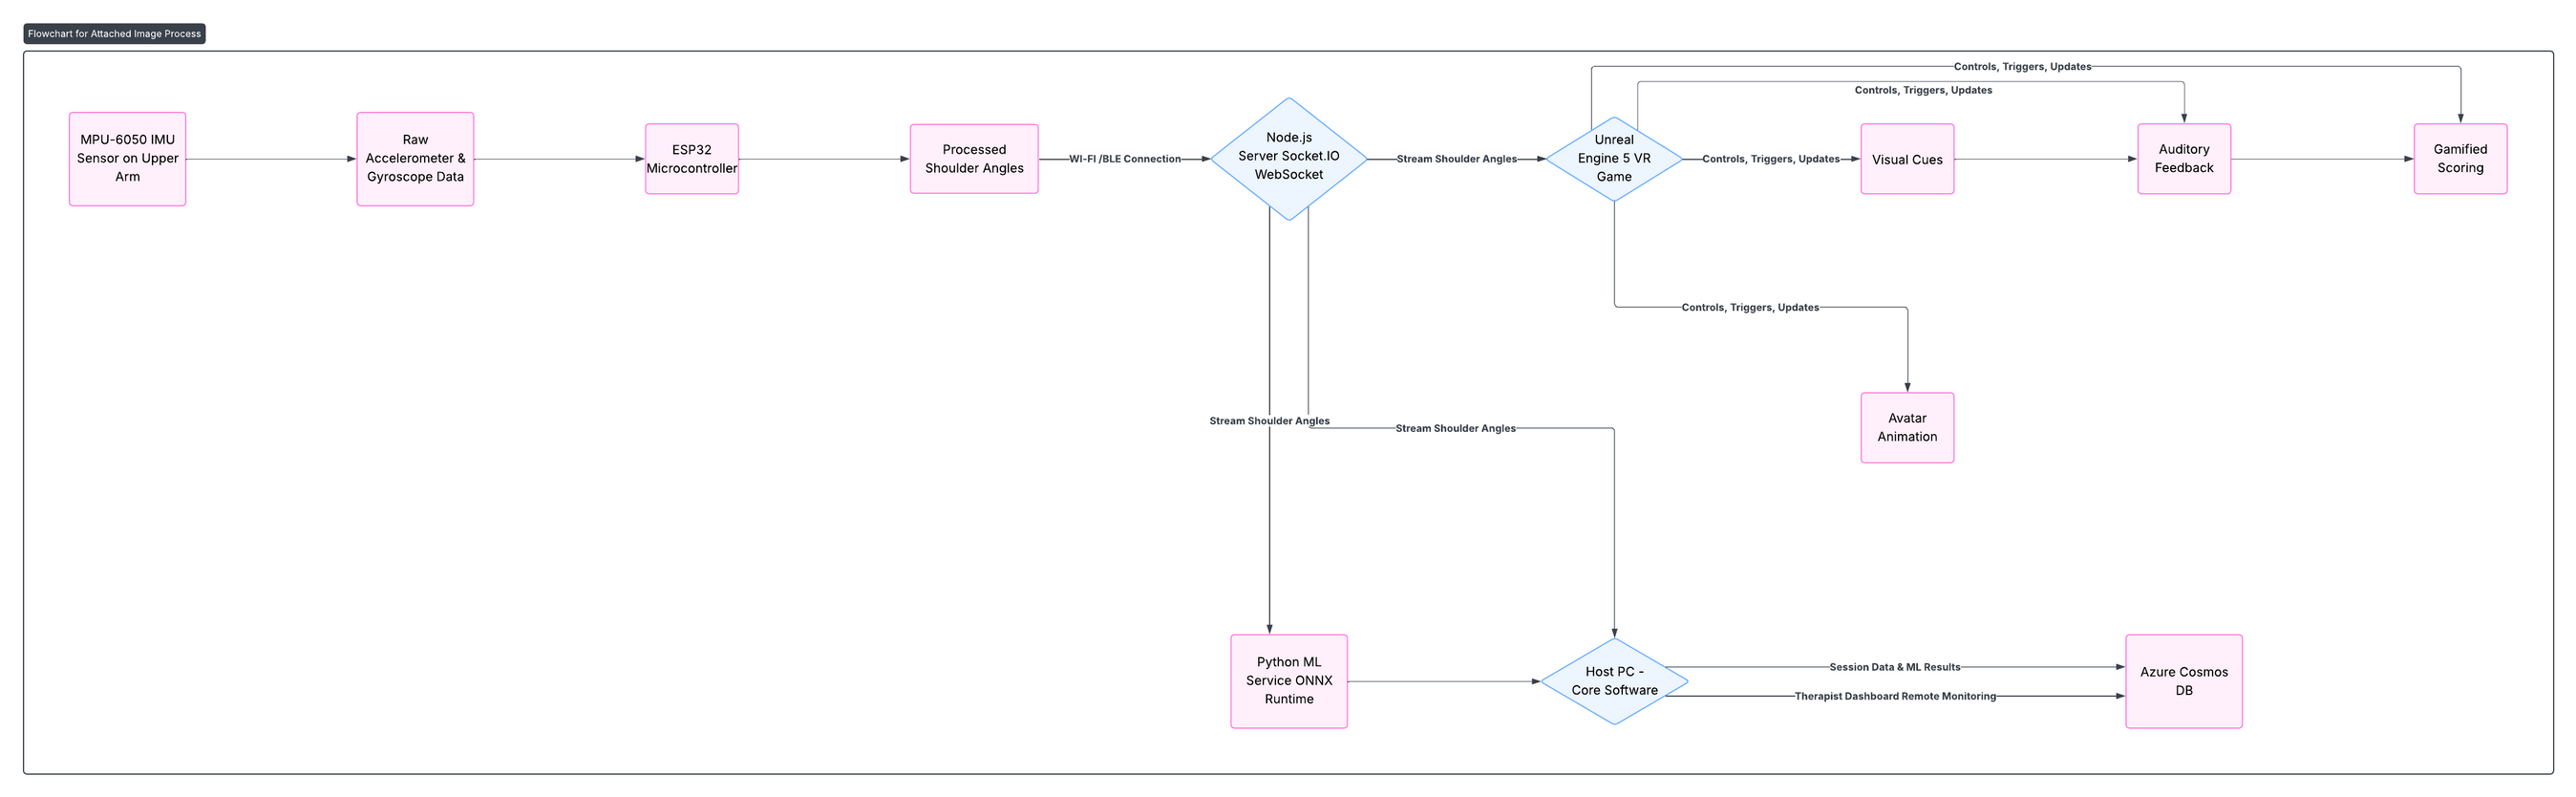 Flowchart for Attached Image Process
Controls, Triggers, Updates
Controls, Triggers, Updates
MPU-6050 IMU
Sensor on Upper
Arm
Raw
Accelerometer &
Gyroscope Data
ESP32
Microcontroller
Processed
Shoulder Angles
WI-FI /BLE Connection
Node.js
Server Socket.IO
WebSocket
Stream Shoulder Angles
Unreal
Engine 5 VR
Game
Controls, Triggers, Updates
Visual Cues
Auditory
Feedback
Gamified
Scoring
Controls, Triggers, Updates
Avatar
Animation
Stream Shoulder Angles
Stream Shoulder Angles
Python ML
Service ONNX
Runtime
Host PC -
Core Software
Session Data & ML Results
Therapist Dashboard Remote Monitoring
Azure Cosmos
DB